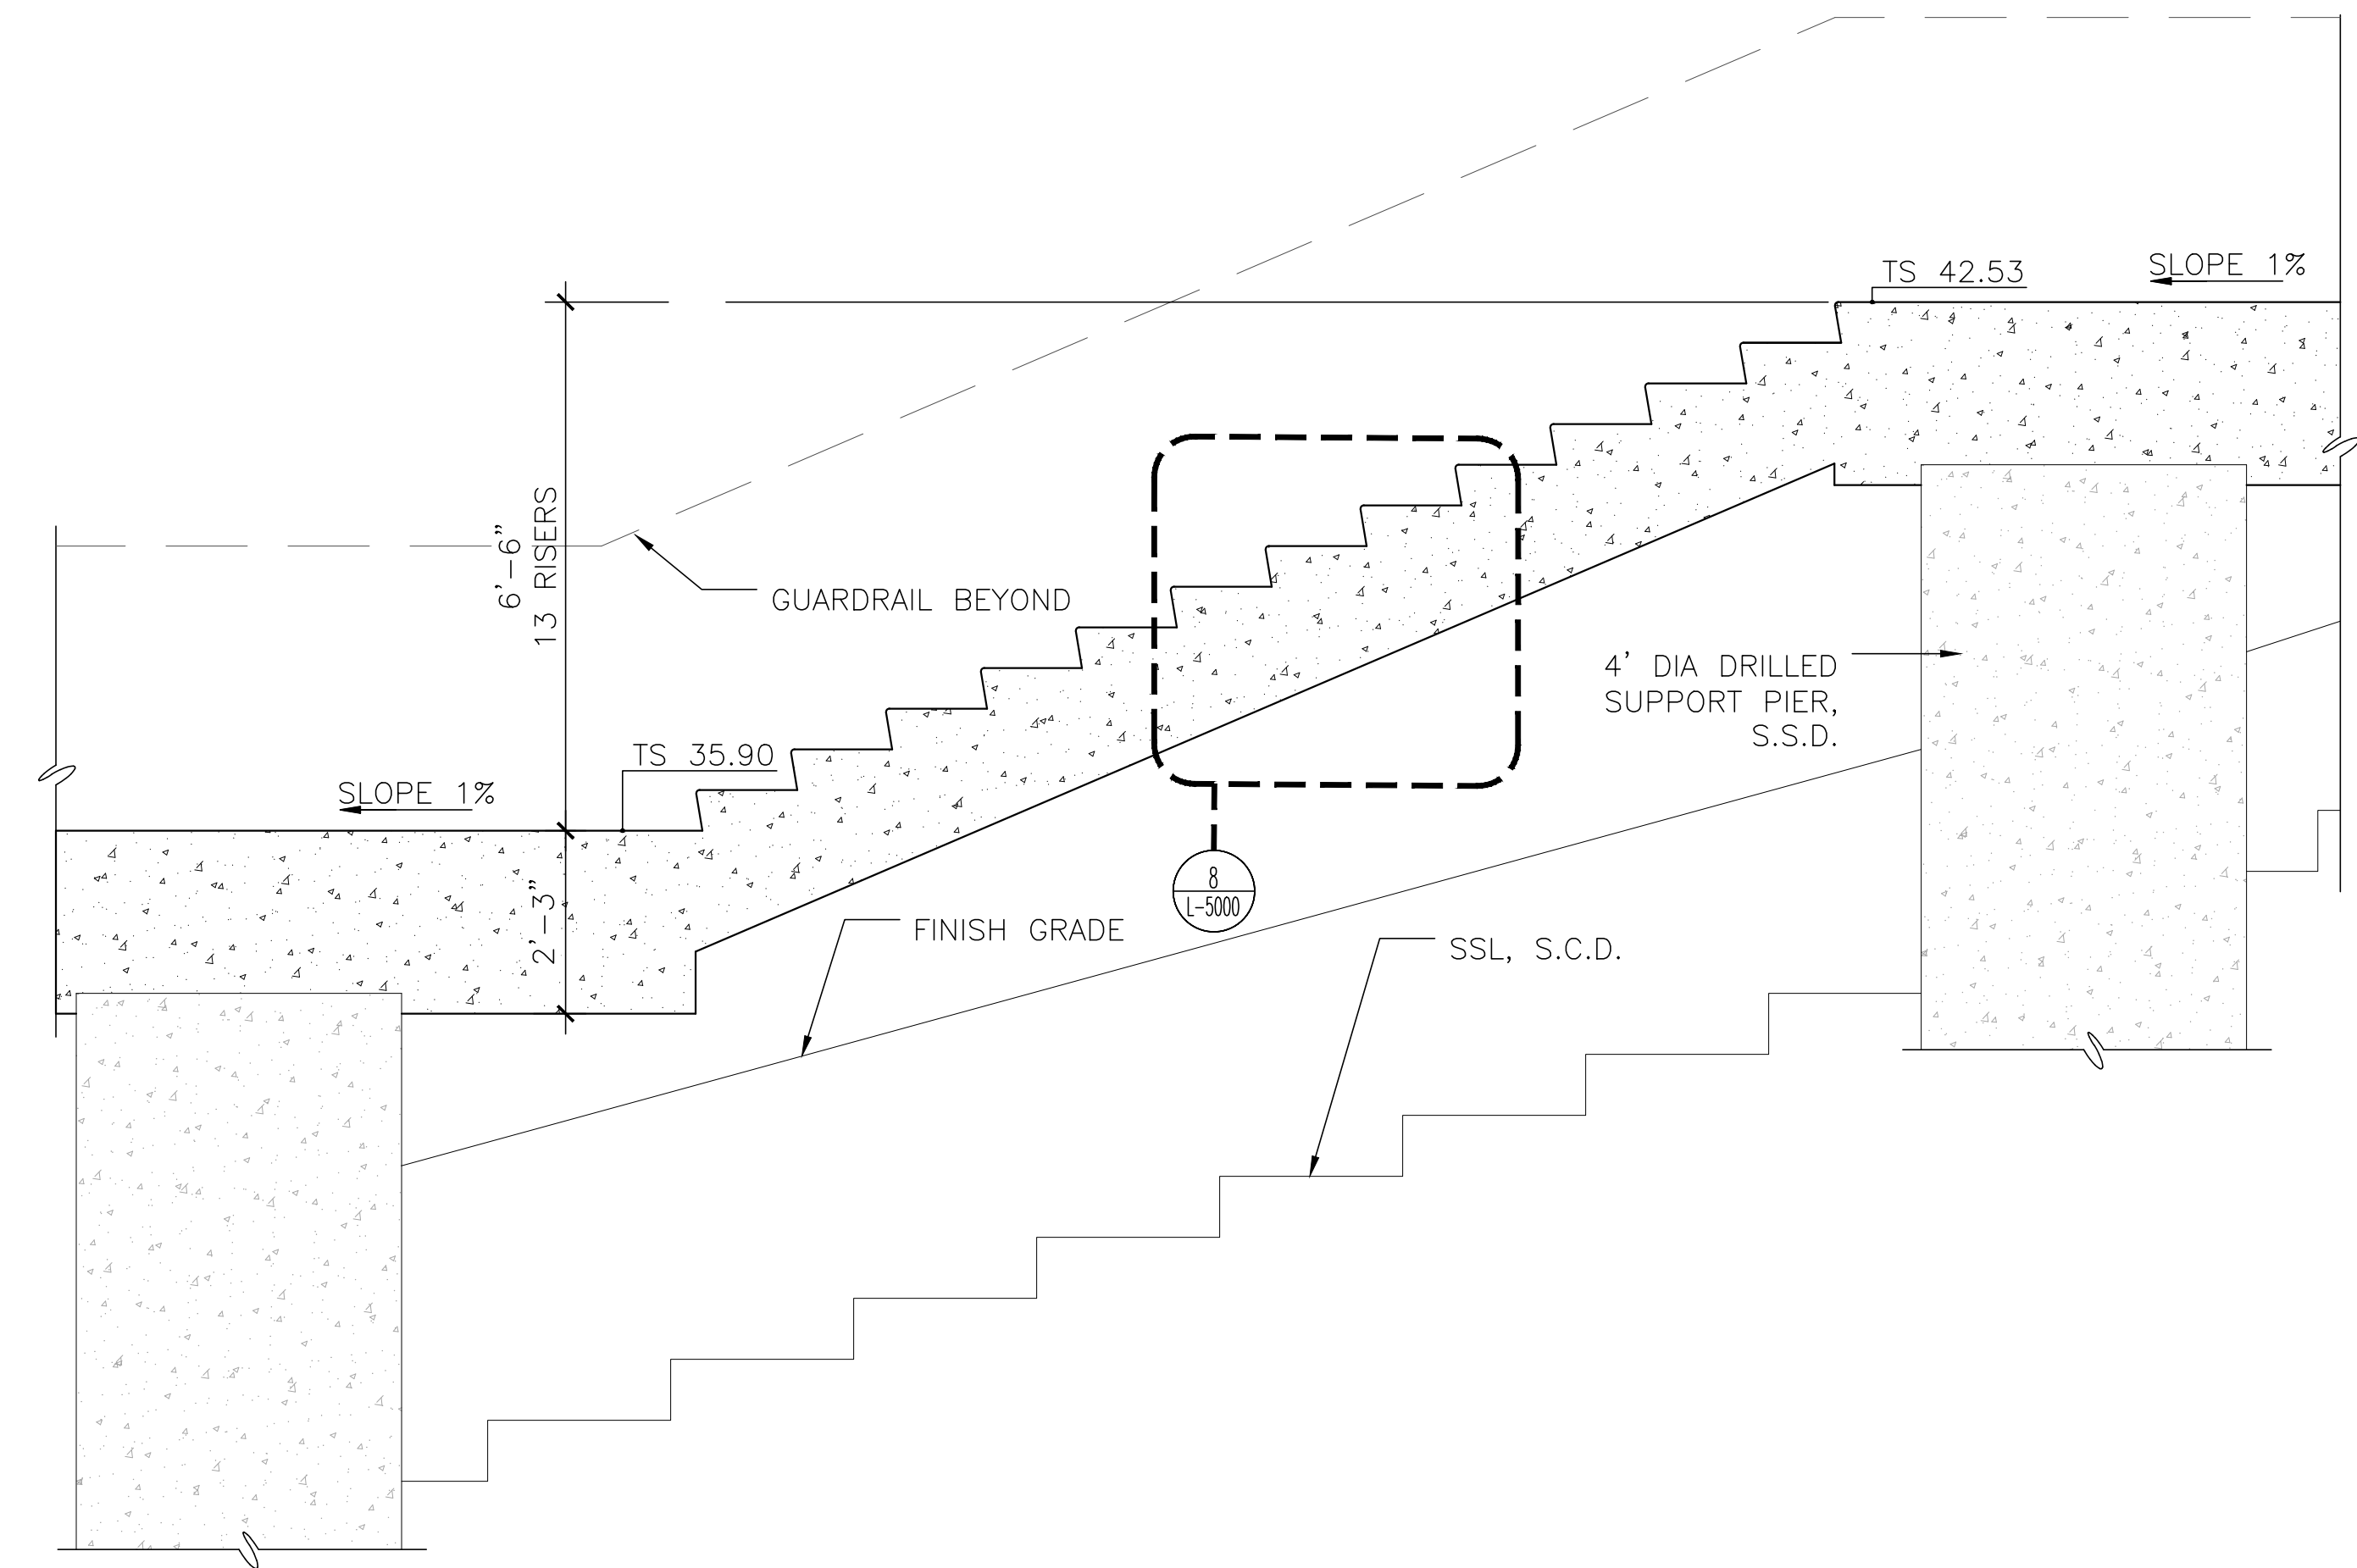 TS 42.53
SLOPE 1%
6'-6"
13 RISERS
GUARDRAIL BEYOND
4' DIA DRILLED
SUPPORT PIER,
S.S.D.
TS 35.90
SLOPE 1%
8
L-5000
2'-3"
FINISH GRADE
SSL, S.C.D.